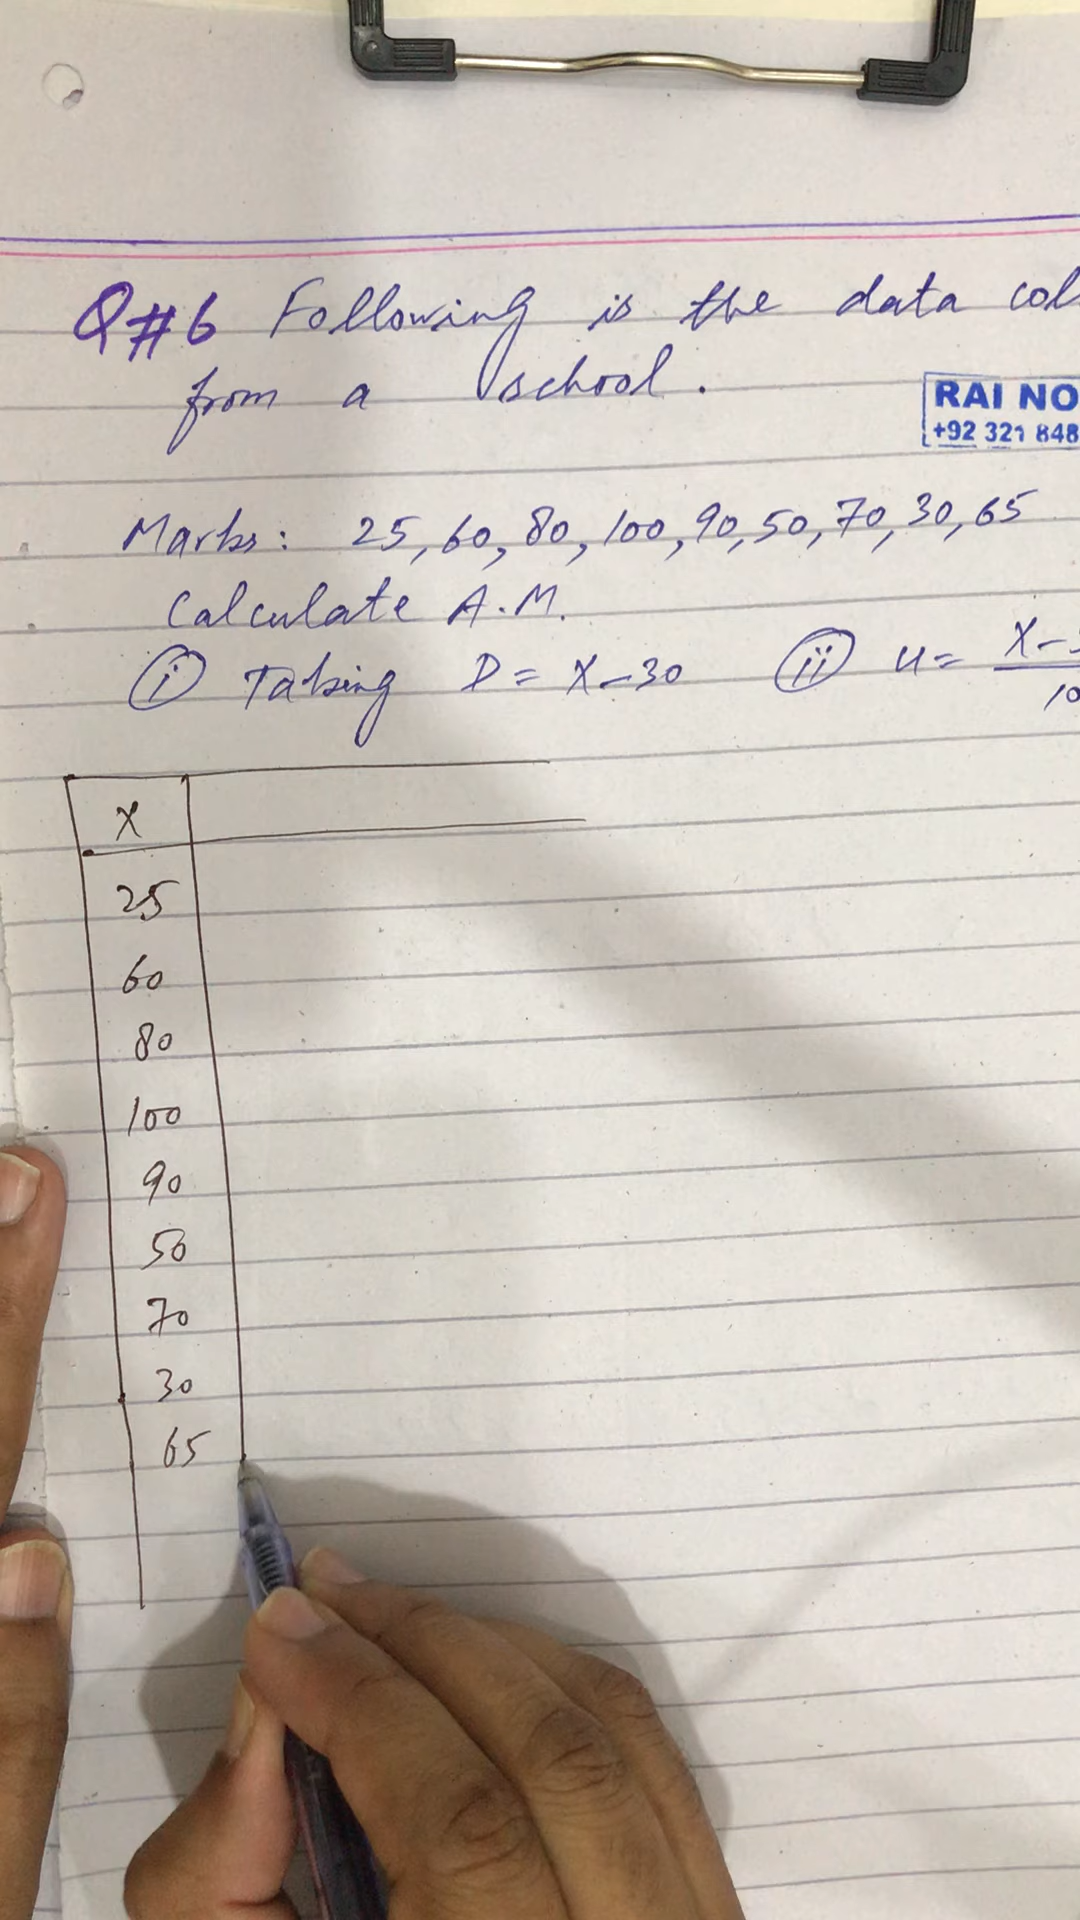 Q#6 Following is the data col
from a school.
RAI NO
+92 321 848
Marks: 25, 60, 80, 100, 90, 50, 70, 30, 65
Calculate A.M.
(i) Taking D = X-30 (ii) u = X-
10
X
25
60
80
100
90
50
70
30
65